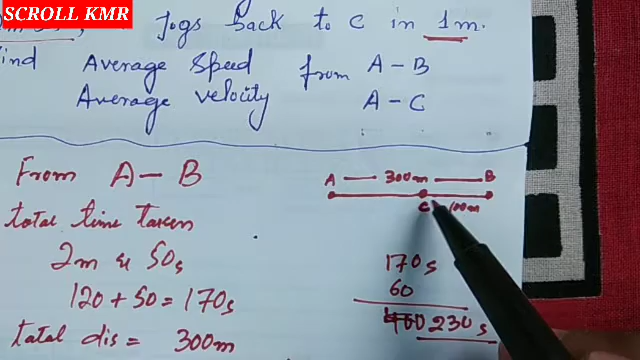 SCROLL KMR
Jogs back to C in 1m.
ind Average Speed from A-B
Average velocity A-C
From A-B
A — 300m — B
C 100m
total time taken
2m & 50s
120 + 50 = 170s
total dis = 300m
170s
60
230s